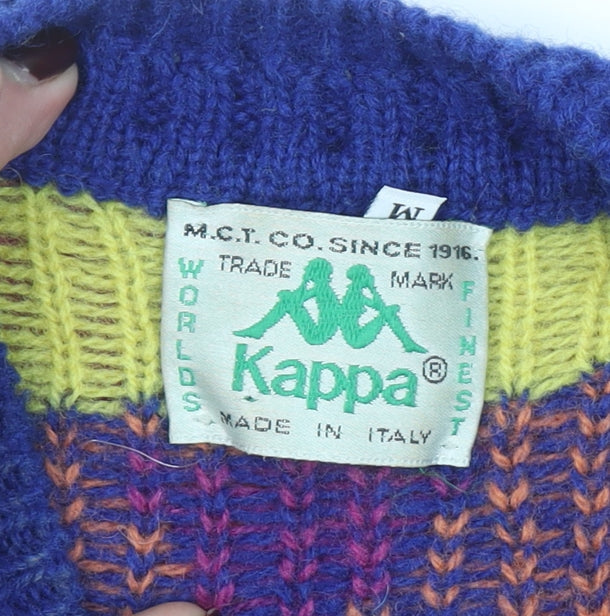 M
M.C.T. CO. SINCE 1916.
TRADE MARK
WORLDS
FINEST
Kappa®
MADE IN ITALY